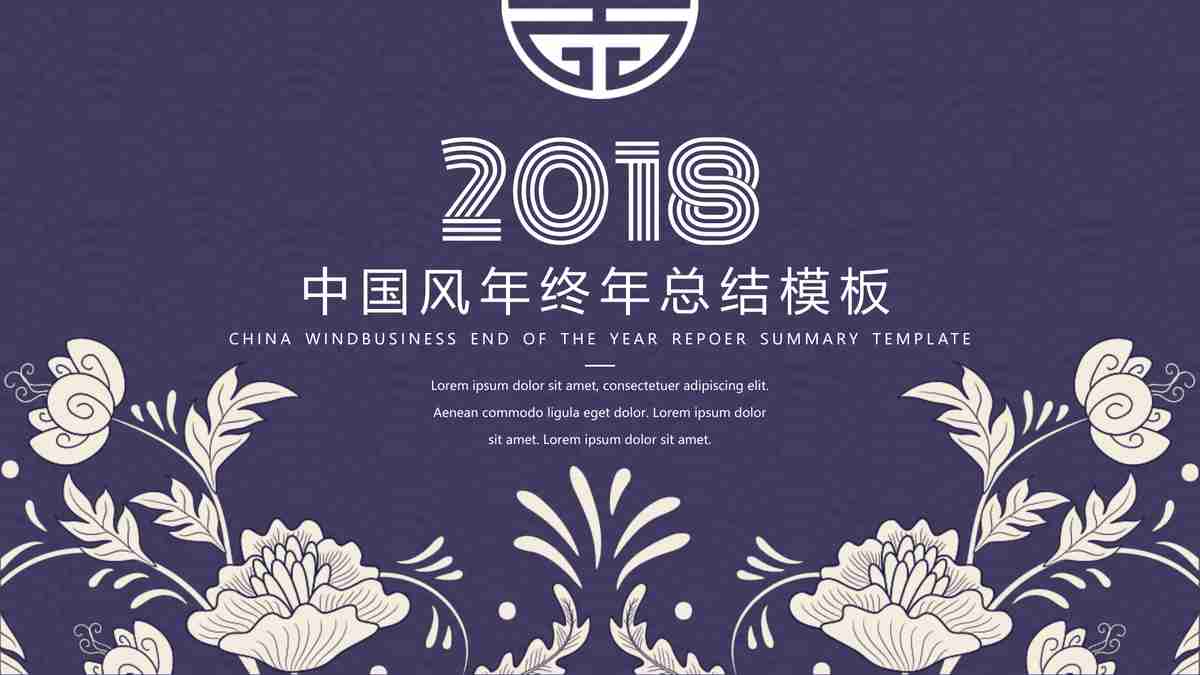 2018
中国风年终年总结模板
CHINA WINDBUSINESS END OF THE YEAR REPOER SUMMARY TEMPLATE
Lorem ipsum dolor sit amet, consectetuer adipiscing elit.
Aenean commodo ligula eget dolor. Lorem ipsum dolor
sit amet. Lorem ipsum dolor sit amet.